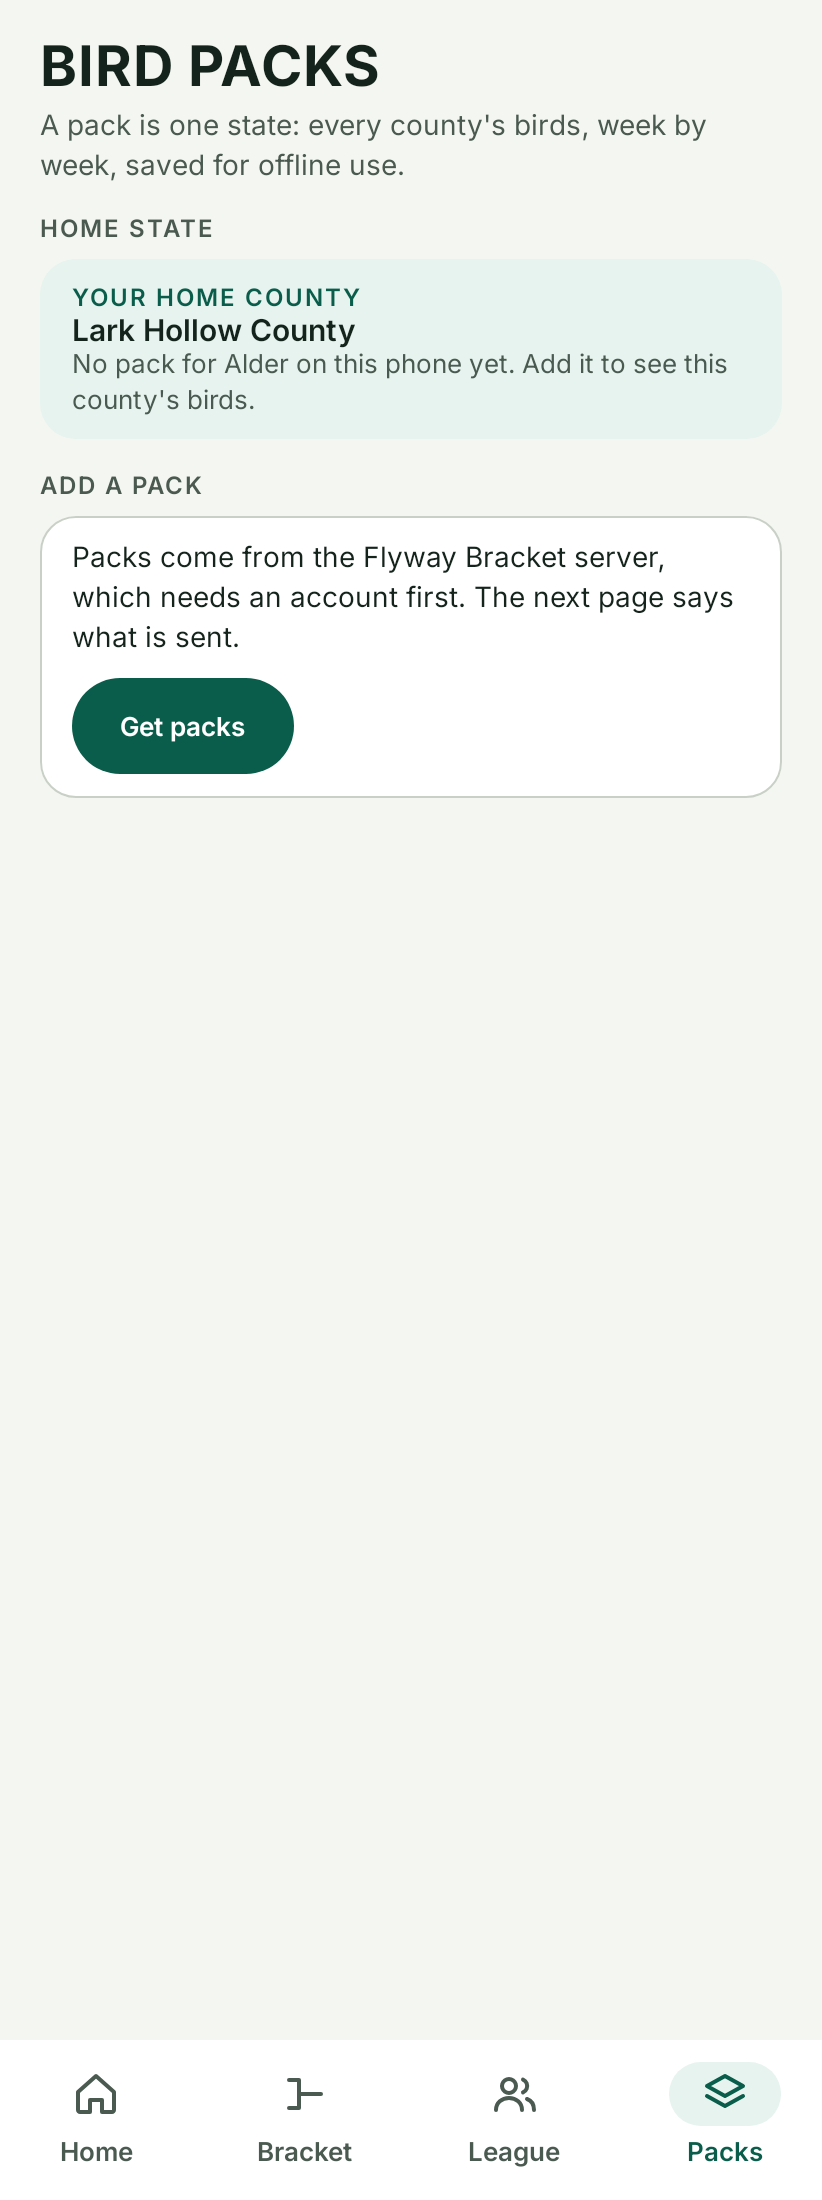 BIRD PACKS
A pack is one state: every county's birds, week by
week, saved for offline use.
HOME STATE
YOUR HOME COUNTY
Lark Hollow County
No pack for Alder on this phone yet. Add it to see this
county's birds.
ADD A PACK
Packs come from the Flyway Bracket server,
which needs an account first. The next page says
what is sent.
Get packs
Home
Bracket
League
Packs